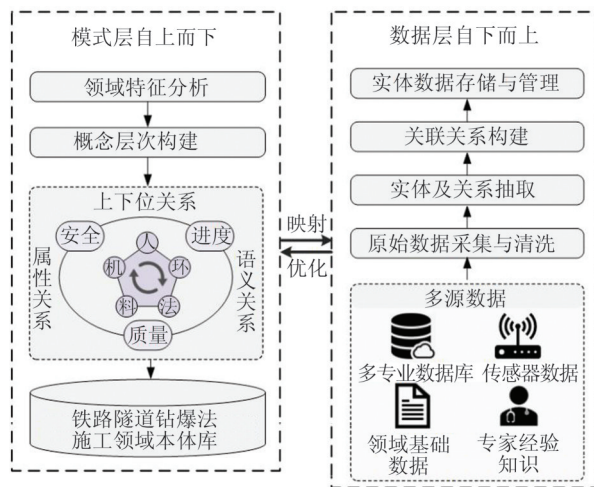 模式层自上而下
领域特征分析
概念层次构建
上下位关系
安全
进度
人
机
环
料
法
属性关系
语义关系
质量
铁路隧道钻爆法
施工领域本体库
映射
优化
数据层自下而上
实体数据存储与管理
关联关系构建
实体及关系抽取
原始数据采集与清洗
多源数据
多专业数据库
传感器数据
领域基础
数据
专家经验
知识